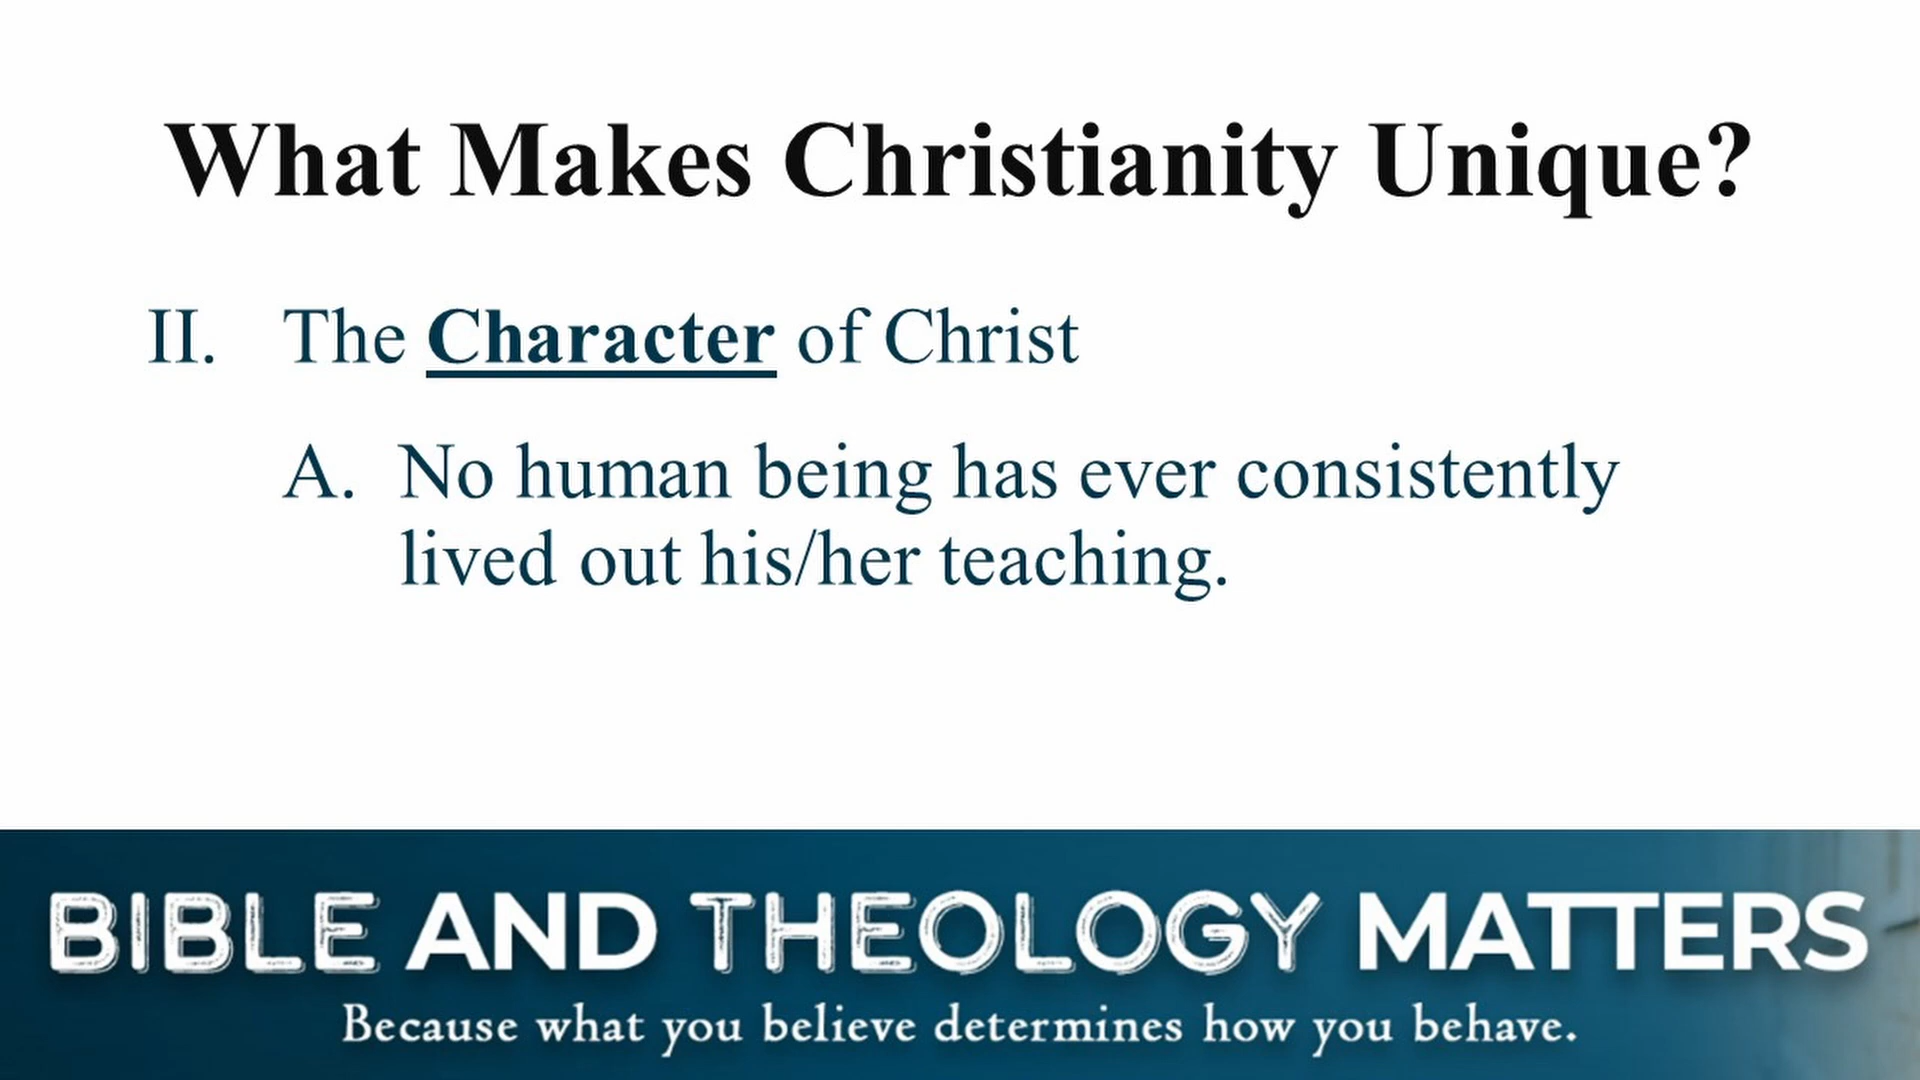 What Makes Christianity Unique?
II. The Character of Christ
A. No human being has ever consistently
lived out his/her teaching.
BIBLE AND THEOLOGY MATTERS
Because what you believe determines how you behave.